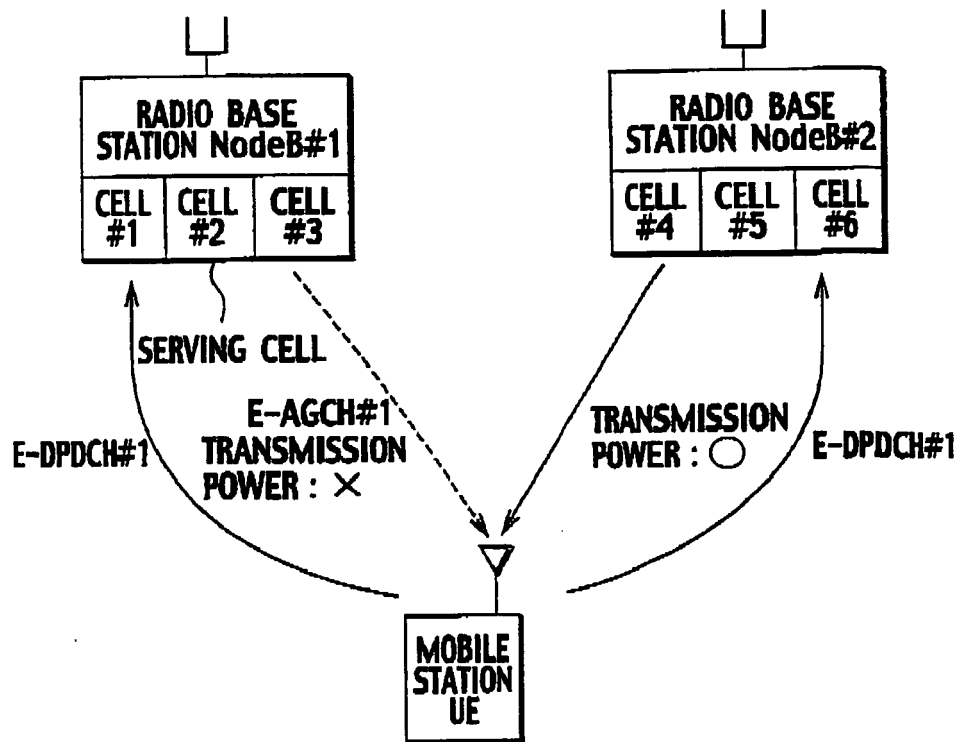 RADIO BASE
STATION NodeB#1
CELL
#1
CELL
#2
CELL
#3
RADIO BASE
STATION NodeB#2
CELL
#4
CELL
#5
CELL
#6
SERVING CELL
E-DPDCH#1
E-AGCH#1
TRANSMISSION
POWER : ×
TRANSMISSION
POWER : ○
E-DPDCH#1
MOBILE
STATION
UE